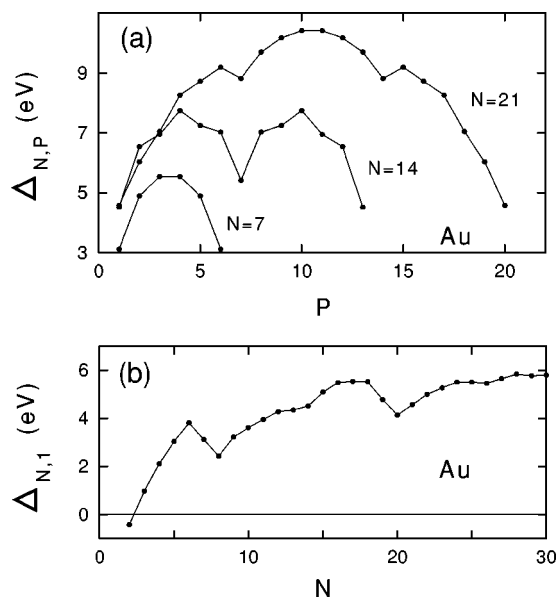 (a)
Δ_{N,P} (eV)
9
7
5
3
N=21
N=14
N=7
Au
0 5 10 15 20
P
(b)
Δ_{N,1} (eV)
6
4
2
0
Au
0 10 20 30
N